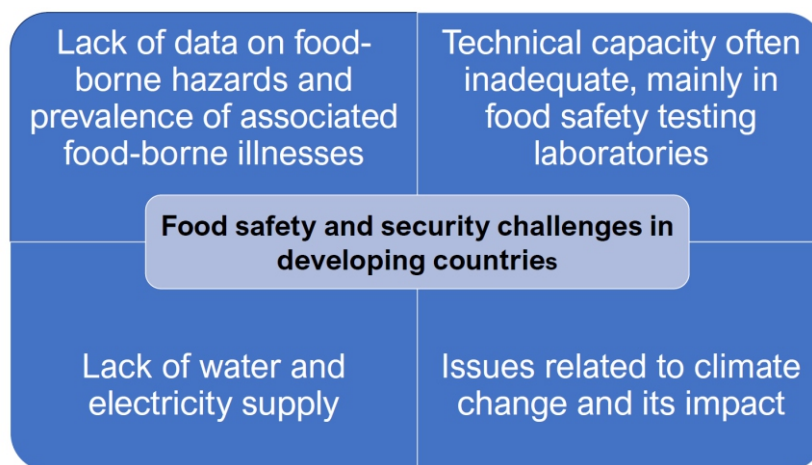 Lack of data on food-
borne hazards and
prevalence of associated
food-borne illnesses
Technical capacity often
inadequate, mainly in
food safety testing
laboratories
Food safety and security challenges in
developing countries
Lack of water and
electricity supply
Issues related to climate
change and its impact